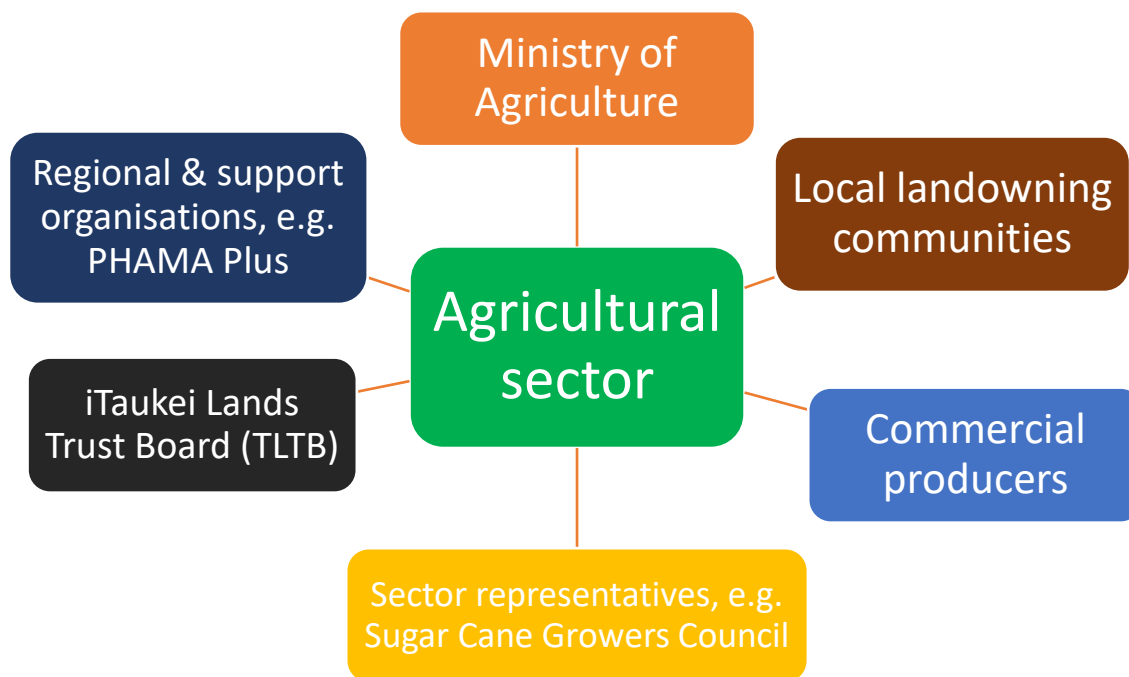 Ministry of
Agriculture
Regional & support
organisations, e.g.
PHAMA Plus
Local landowning
communities
Agricultural
sector
iTaukei Lands
Trust Board (TLTB)
Commercial
producers
Sector representatives, e.g.
Sugar Cane Growers Council